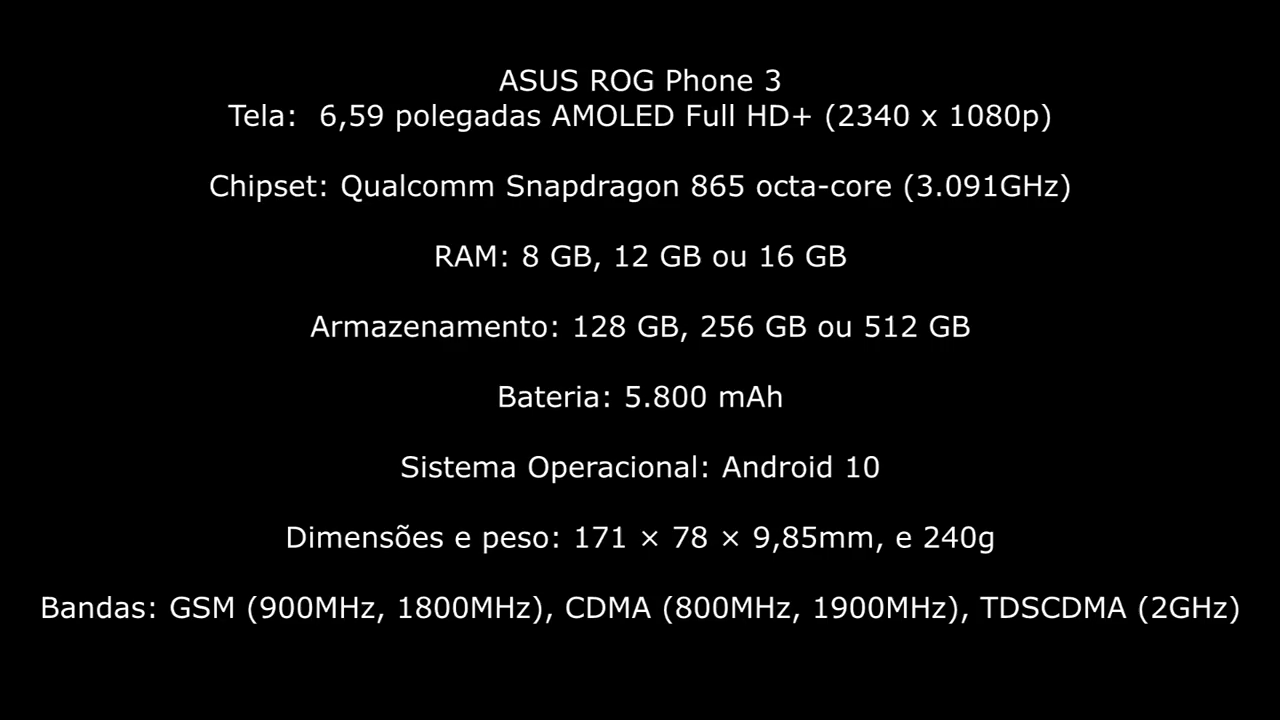 ASUS ROG Phone 3
Tela:  6,59 polegadas AMOLED Full HD+ (2340 x 1080p)
Chipset: Qualcomm Snapdragon 865 octa-core (3.091GHz)
RAM: 8 GB, 12 GB ou 16 GB
Armazenamento: 128 GB, 256 GB ou 512 GB
Bateria: 5.800 mAh
Sistema Operacional: Android 10
Dimensões e peso: 171 × 78 × 9,85mm, e 240g
Bandas: GSM (900MHz, 1800MHz), CDMA (800MHz, 1900MHz), TDSCDMA (2GHz)